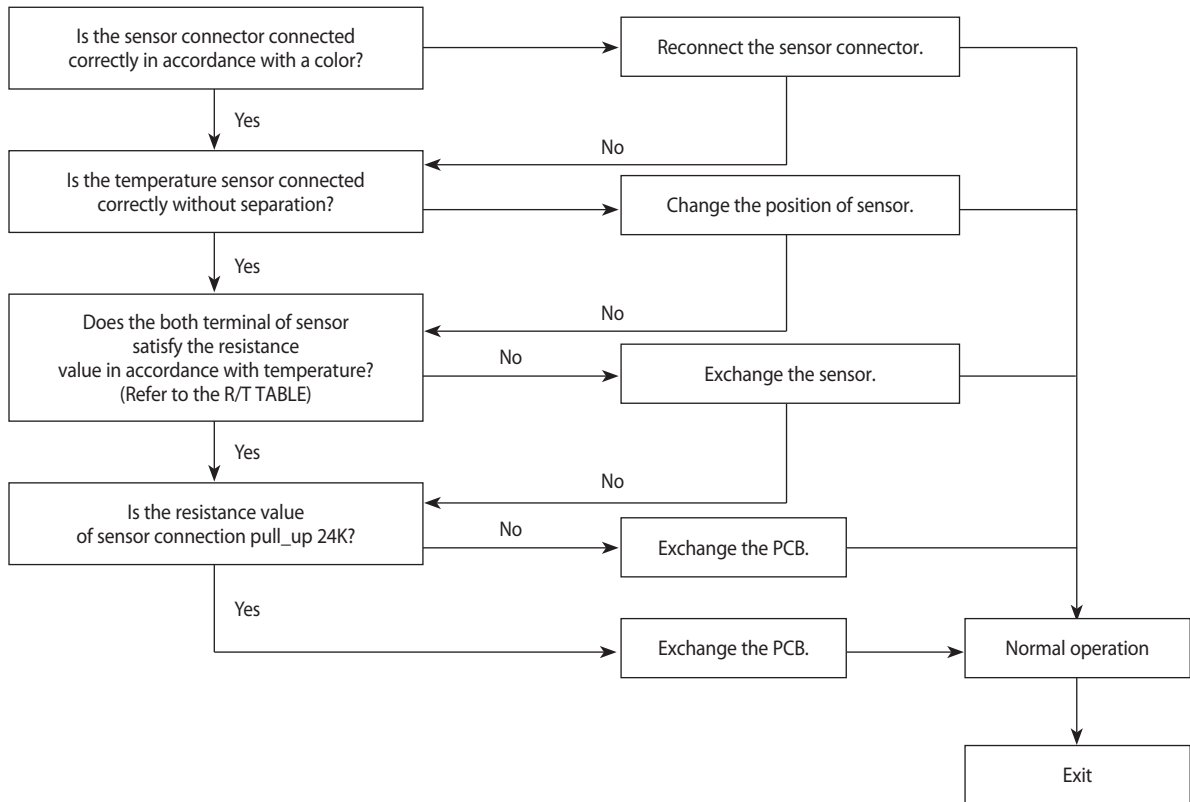 Is the sensor connector connected
correctly in accordance with a color?
Reconnect the sensor connector.
Yes
No
Is the temperature sensor connected
correctly without separation?
Change the position of sensor.
Yes
No
Does the both terminal of sensor
satisfy the resistance
value in accordance with temperature?
(Refer to the R/T TABLE)
No
Exchange the sensor.
Yes
No
Is the resistance value
of sensor connection pull_up 24K?
No
Exchange the PCB.
Yes
Exchange the PCB.
Normal operation
Exit